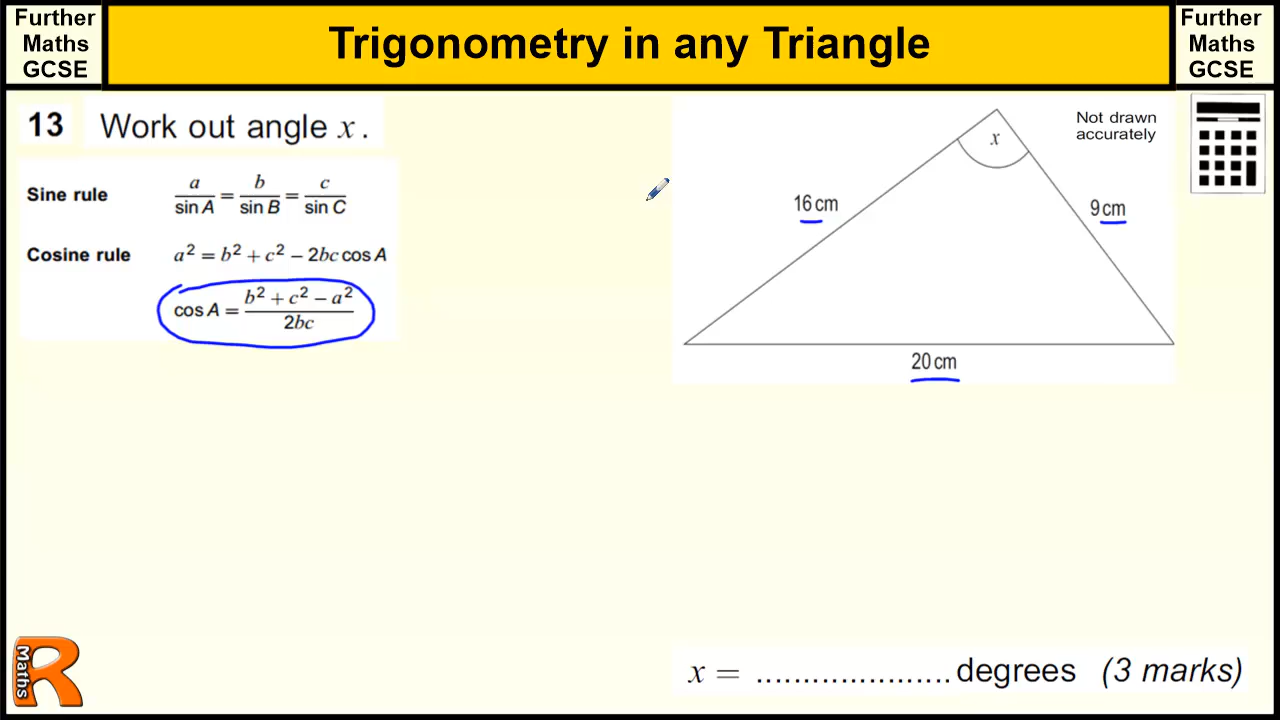 Further
Maths
GCSE
Trigonometry in any Triangle
Further
Maths
GCSE
13 Work out angle x.
Sine rule a/sin A = b/sin B = c/sin C
Cosine rule a² = b² + c² − 2bc cos A
cos A = (b² + c² − a²)/2bc
Not drawn
accurately
x
16 cm
9 cm
20 cm
Maths R
x = ..................... degrees (3 marks)